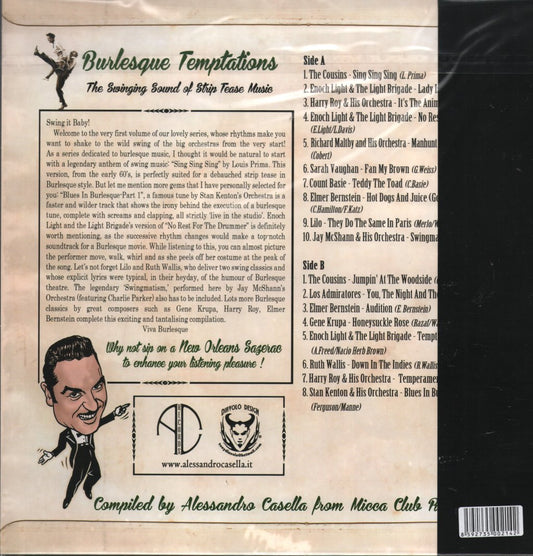 Burlesque Temptations
The Swinging Sound of Strip Tease Music
Swing it Baby!
Welcome to the very first volume of our lovely series, whose rhythms make you
want to shake to the wild swing of the big orchestras from the very start!
As a series dedicated to burlesque music, I thought it would be natural to start
with a legendary anthem of swing music "Sing Sing Sing" by Louis Prima. This
version, from the early 60's, is perfectly suited for a debauched strip tease in
Burlesque style. But let me mention more gems that I have personally selected for
you: "Blues In Burlesque-Part 1", a famous tune by Stan Kenton's Orchestra is a
faster and wilder track that shows the irony behind the execution of a burlesque
tune, complete with screams and clapping, all strictly 'live in the studio'. Enoch
Light and the Light Brigade's version of "No Rest For The Drummer" is definitely
worth mentioning, as the successive rhythm changes would make a top-notch
soundtrack for a Burlesque movie. While listening to this, you can almost picture
the performer move, walk, whirl and as she peels off her costume at the peak of
the song. Let's not forget Lilo and Ruth Wallis, who deliver two swing classics and
whose explicit lyrics were typical, in their heyday, of the humour of Burlesque
theatre. The legendary "Swingmatism," performed here by Jay McShann's
Orchestra (featuring Charlie Parker) also has to be included. Lots more Burlesque
classics by great composers such as Gene Krupa, Harry Roy, Elmer
Bernstein complete this exciting and tantalising compilation.
Viva Burlesque
Why not sip on a New Orleans Sazerac
to enhance your listening pleasure !
AC
RECORDS
DIAVOLO DESIGN
www.alessandrocasella.it
Compiled by Alessandro Casella from Micca Club R
Side A
1. The Cousins - Sing Sing Sing (L. Prima)
2. Enoch Light & The Light Brigade - Lady
3. Harry Roy & His Orchestra - It's The Anim
4. Enoch Light & The Light Brigade - No Res
(E.Light/L.Davis)
5. Richard Maltby and His Orchestra - Manhunt
(Cobert)
6. Sarah Vaughan - Fan My Brown (G.Weiss)
7. Count Basie - Teddy The Toad (C.Basie)
8. Elmer Bernstein - Hot Dogs And Juice (G
(C.Hamilton/F.Katz)
9. Lilo - They Do The Same In Paris (Merlo/
10. Jay McShann & His Orchestra - Swingma
Side B
1. The Cousins - Jumpin' At The Woodside
2. Los Admiratores - You, The Night And The
3. Elmer Bernstein - Audition (E. Bernstein)
4. Gene Krupa - Honeysuckle Rose (Razaf/Wa
5. Enoch Light & The Light Brigade - Tempt
(A.Freed/Nacio Herb Brown)
6. Ruth Wallis - Down In The Indies (R.Wallis
7. Harry Roy & His Orchestra - Temperamen
8. Stan Kenton & His Orchestra - Blues In Bu
(Ferguson/Manne)
8 592735 002142